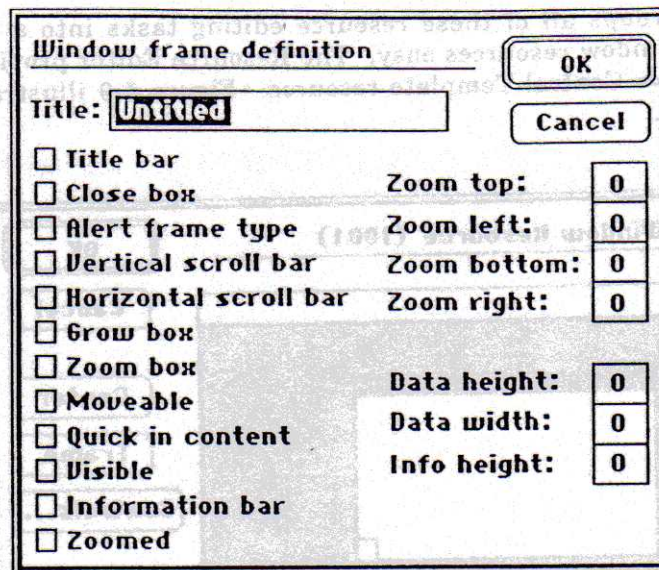 Window frame definition
OK
Title: Untitled
Cancel
Title bar
Close box
Alert frame type
Vertical scroll bar
Horizontal scroll bar
Grow box
Zoom box
Moveable
Quick in content
Visible
Information bar
Zoomed
Zoom top: 0
Zoom left: 0
Zoom bottom: 0
Zoom right: 0
Data height: 0
Data width: 0
Info height: 0